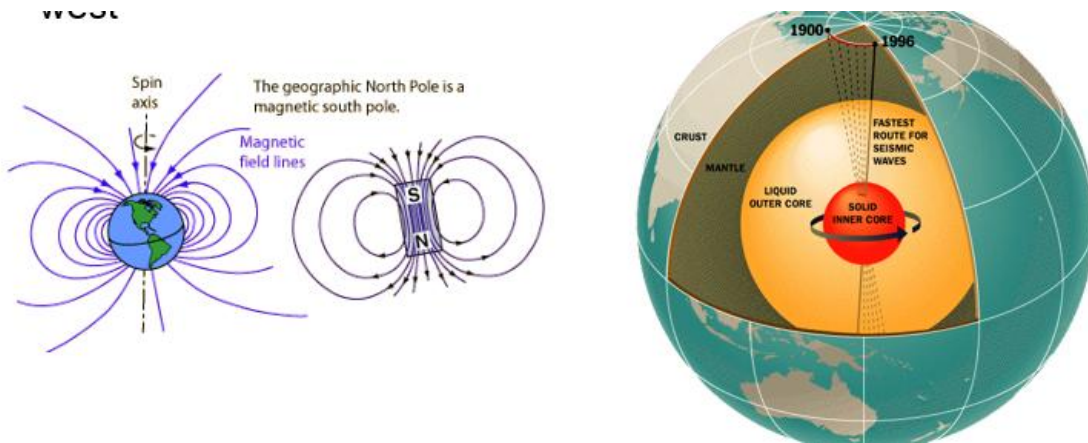 west
Spin
axis
The geographic North Pole is a
magnetic south pole.
Magnetic
field lines
S
N
1900
1996
CRUST
MANTLE
FASTEST
ROUTE FOR
SEISMIC
WAVES
LIQUID
OUTER CORE
SOLID
INNER CORE